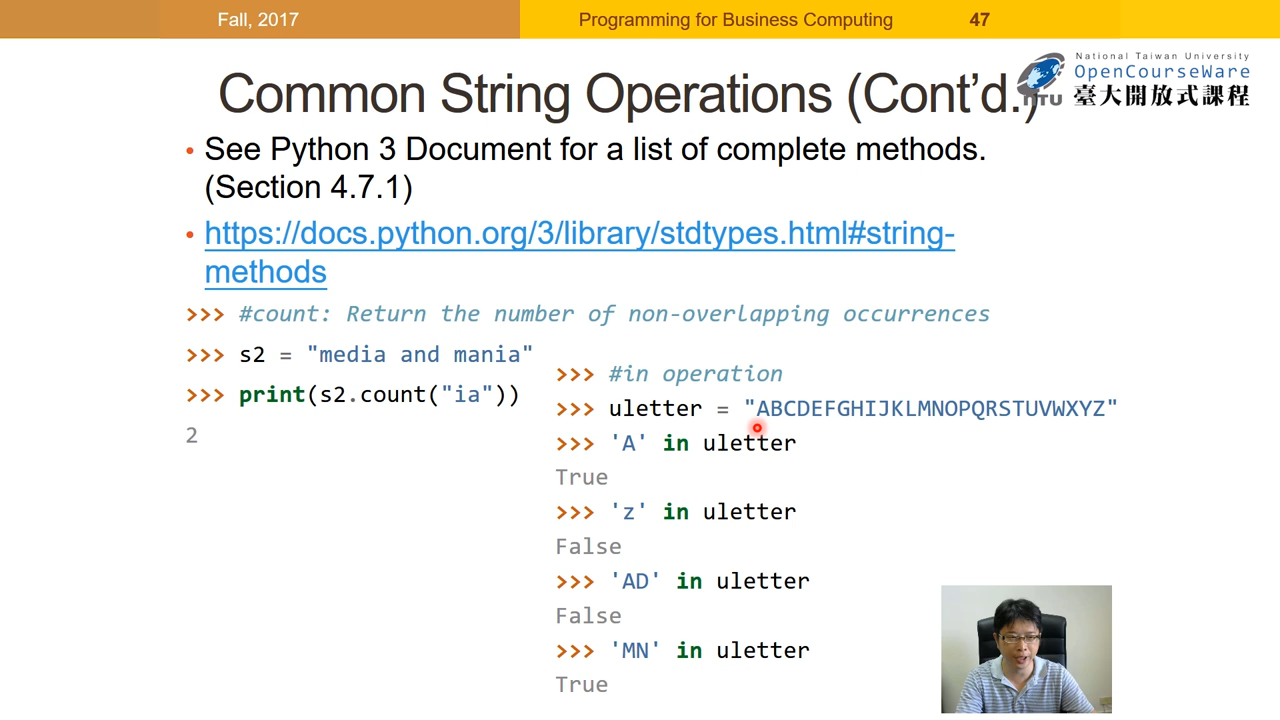 Fall, 2017
Programming for Business Computing
47
National Taiwan University
OpenCourseWare
臺大開放式課程
NTU
Common String Operations (Cont'd.)
• See Python 3 Document for a list of complete methods.
(Section 4.7.1)
• https://docs.python.org/3/library/stdtypes.html#string-
methods
>>> #count: Return the number of non-overlapping occurrences
>>> s2 = "media and mania"
>>> print(s2.count("ia"))
2
>>> #in operation
>>> uletter = "ABCDEFGHIJKLMNOPQRSTUVWXYZ"
>>> 'A' in uletter
True
>>> 'z' in uletter
False
>>> 'AD' in uletter
False
>>> 'MN' in uletter
True